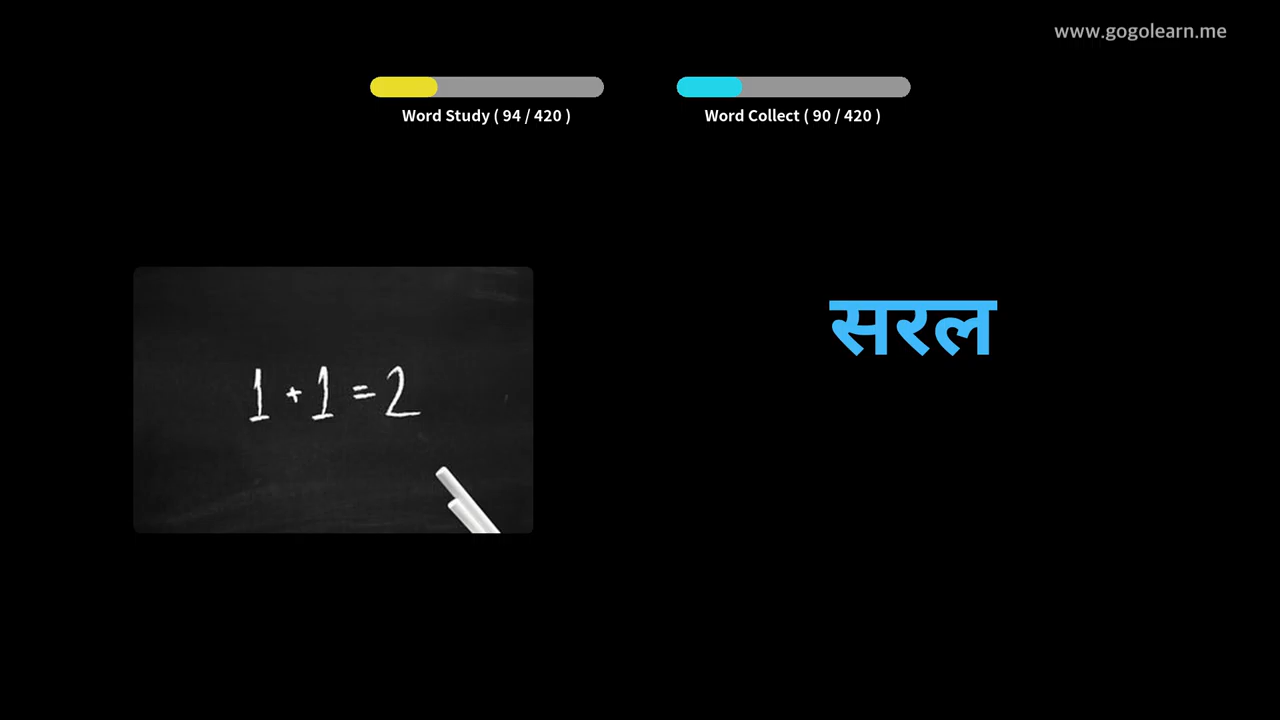 www.gogolearn.me
Word Study ( 94 / 420 )
Word Collect ( 90 / 420 )
सरल
1 + 1 = 2